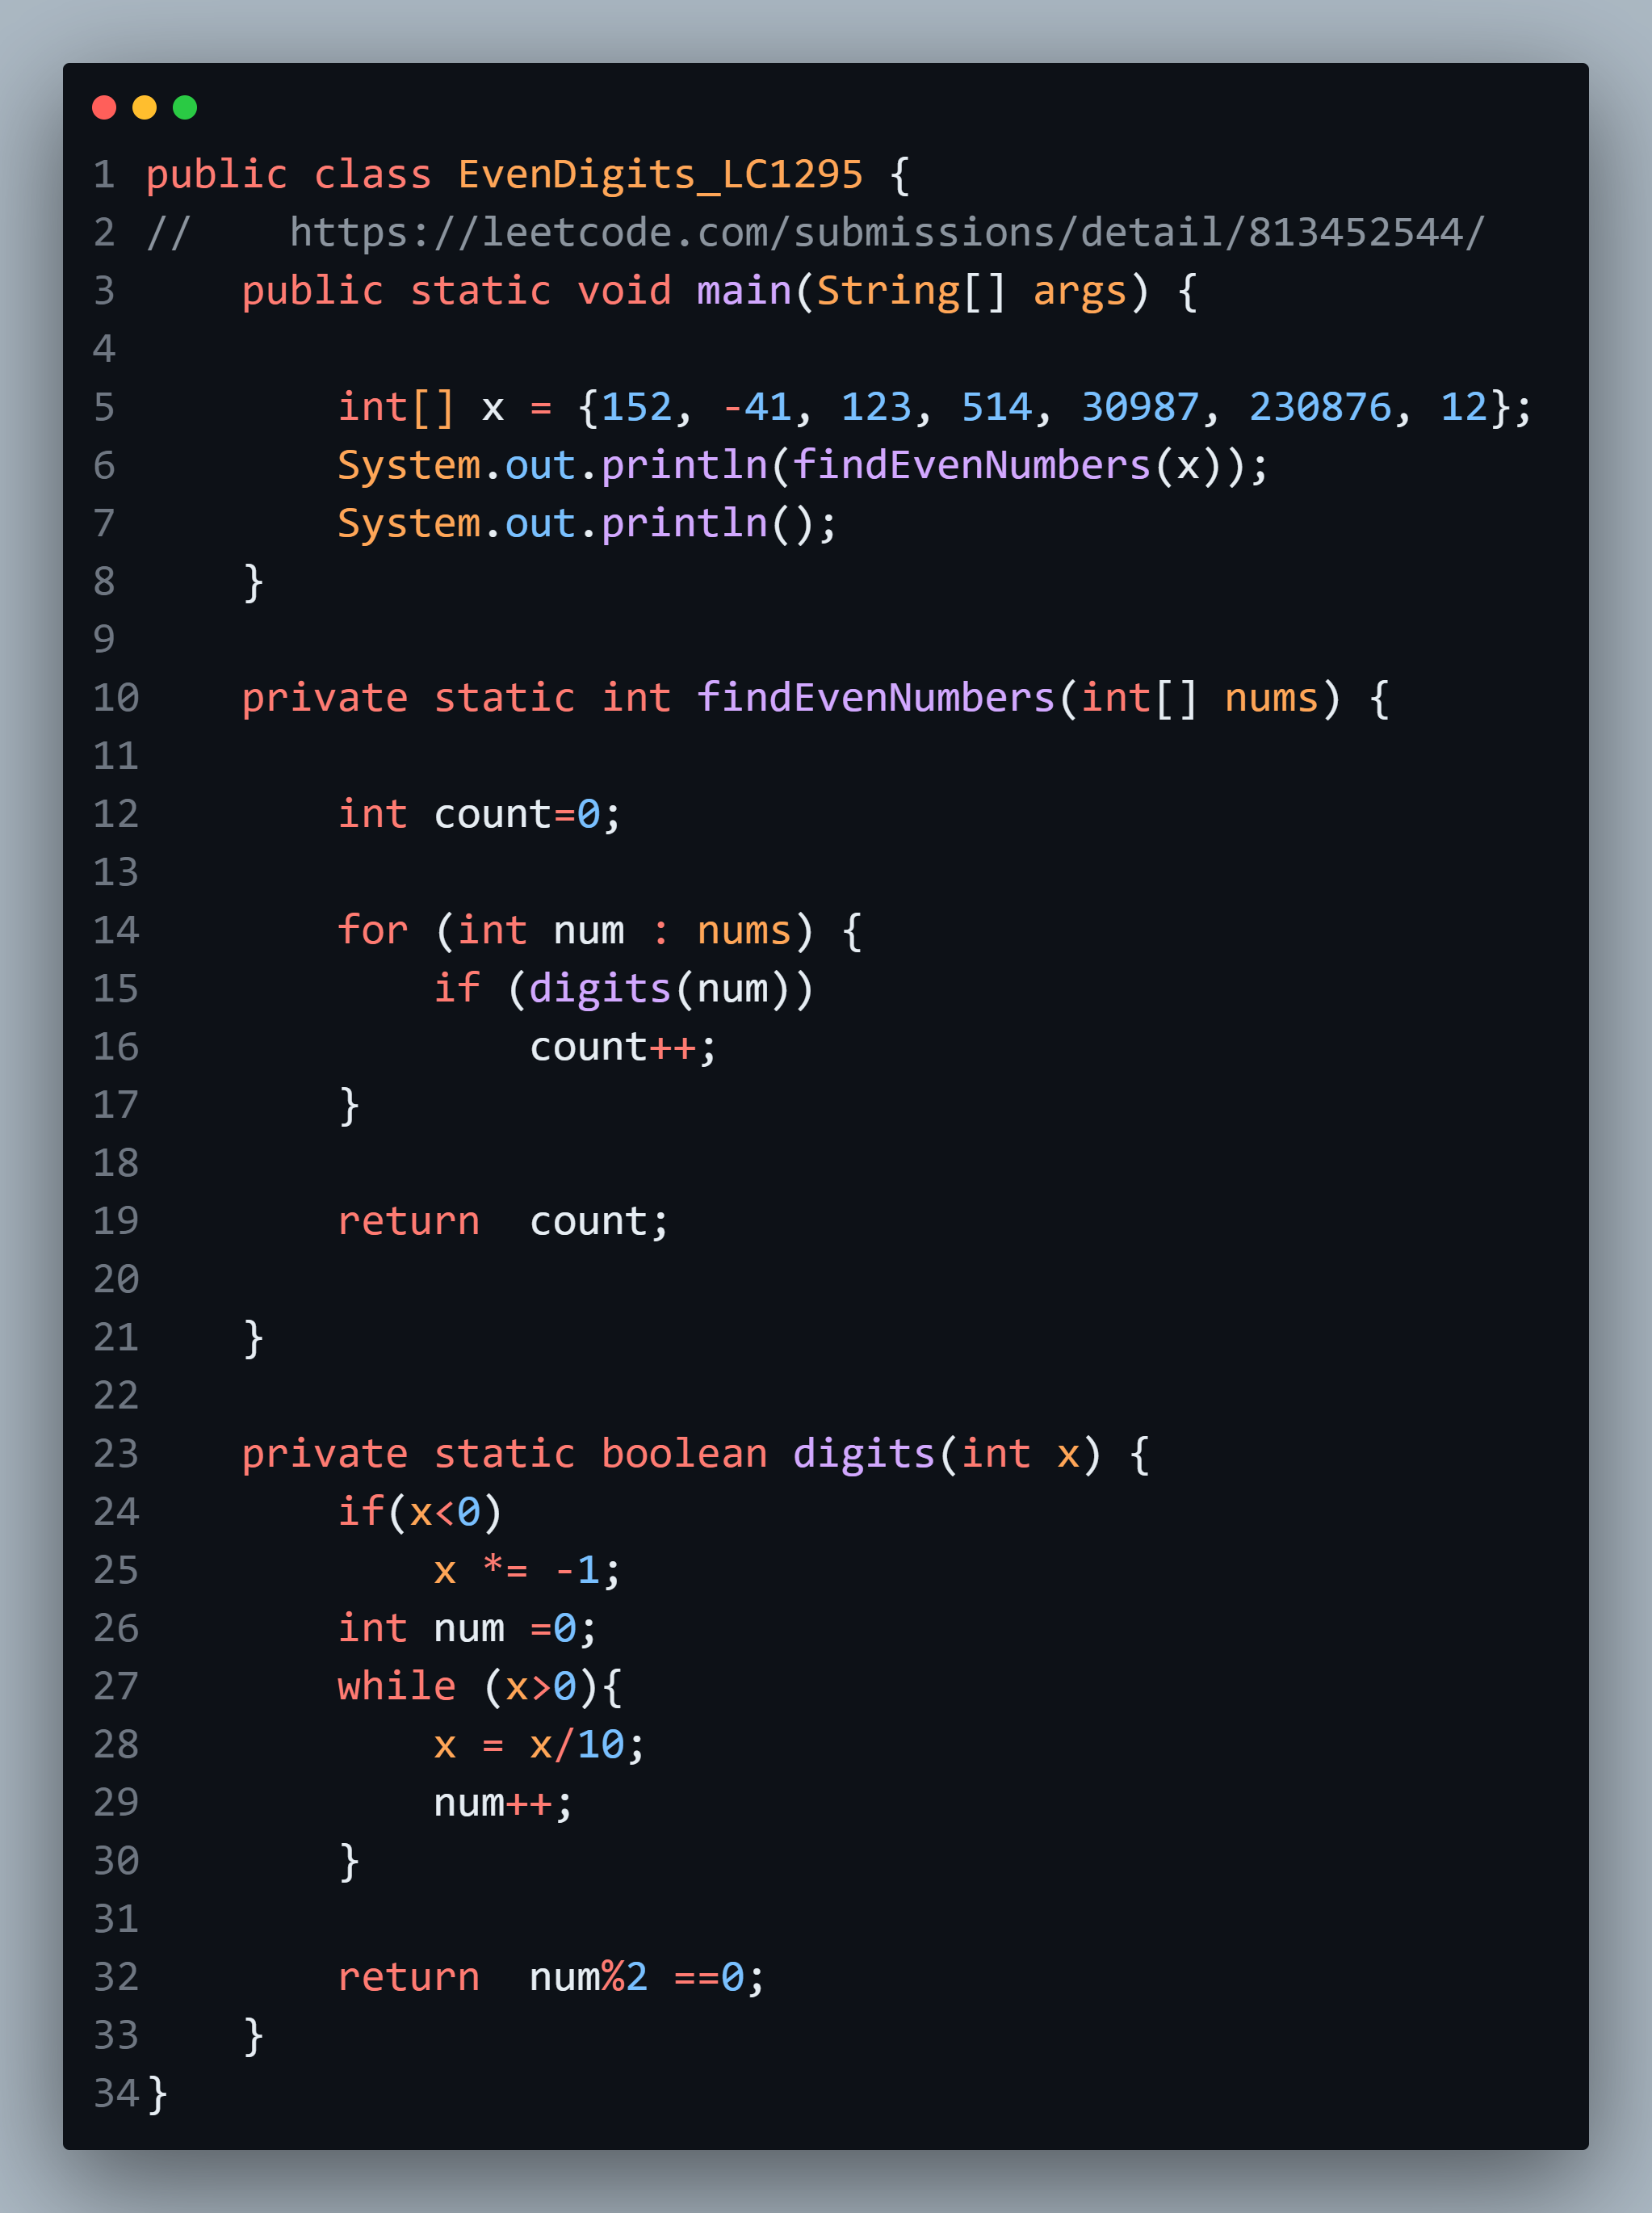 1 public class EvenDigits_LC1295 {
2 //    https://leetcode.com/submissions/detail/813452544/
3     public static void main(String[] args) {
4
5         int[] x = {152, -41, 123, 514, 30987, 230876, 12};
6         System.out.println(findEvenNumbers(x));
7         System.out.println();
8     }
9
10     private static int findEvenNumbers(int[] nums) {
11
12         int count=0;
13
14         for (int num : nums) {
15             if (digits(num))
16                 count++;
17         }
18
19         return  count;
20
21     }
22
23     private static boolean digits(int x) {
24         if(x<0)
25             x *= -1;
26         int num =0;
27         while (x>0){
28             x = x/10;
29             num++;
30         }
31
32         return  num%2 ==0;
33     }
34 }